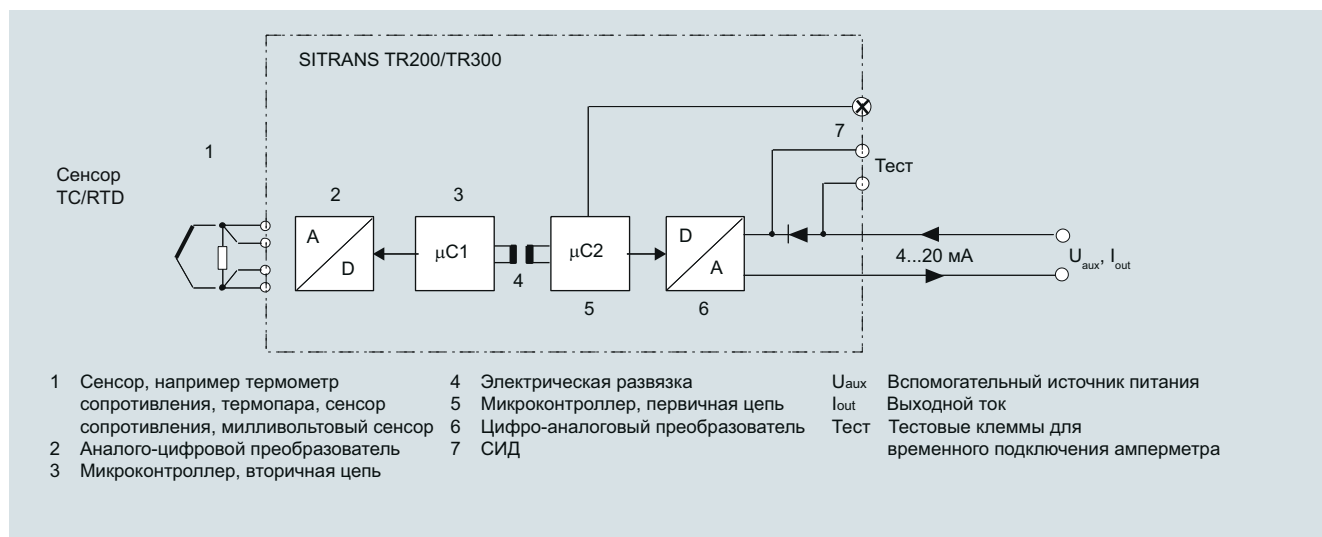 SITRANS TR200/TR300
7
1
Тест
Сенсор
TC/RTD
2
3
A
D
μC1
μC2
D
A
4
4...20 мА
Uaux, Iout
5
6
1 Сенсор, например термометр
сопротивления, термопара, сенсор
сопротивления, милливольтовый сенсор
2 Аналого-цифровой преобразователь
3 Микроконтроллер, вторичная цепь
4 Электрическая развязка
5 Микроконтроллер, первичная цепь
6 Цифро-аналоговый преобразователь
7 СИД
Uaux Вспомогательный источник питания
Iout Выходной ток
Тест Тестовые клеммы для
временного подключения амперметра